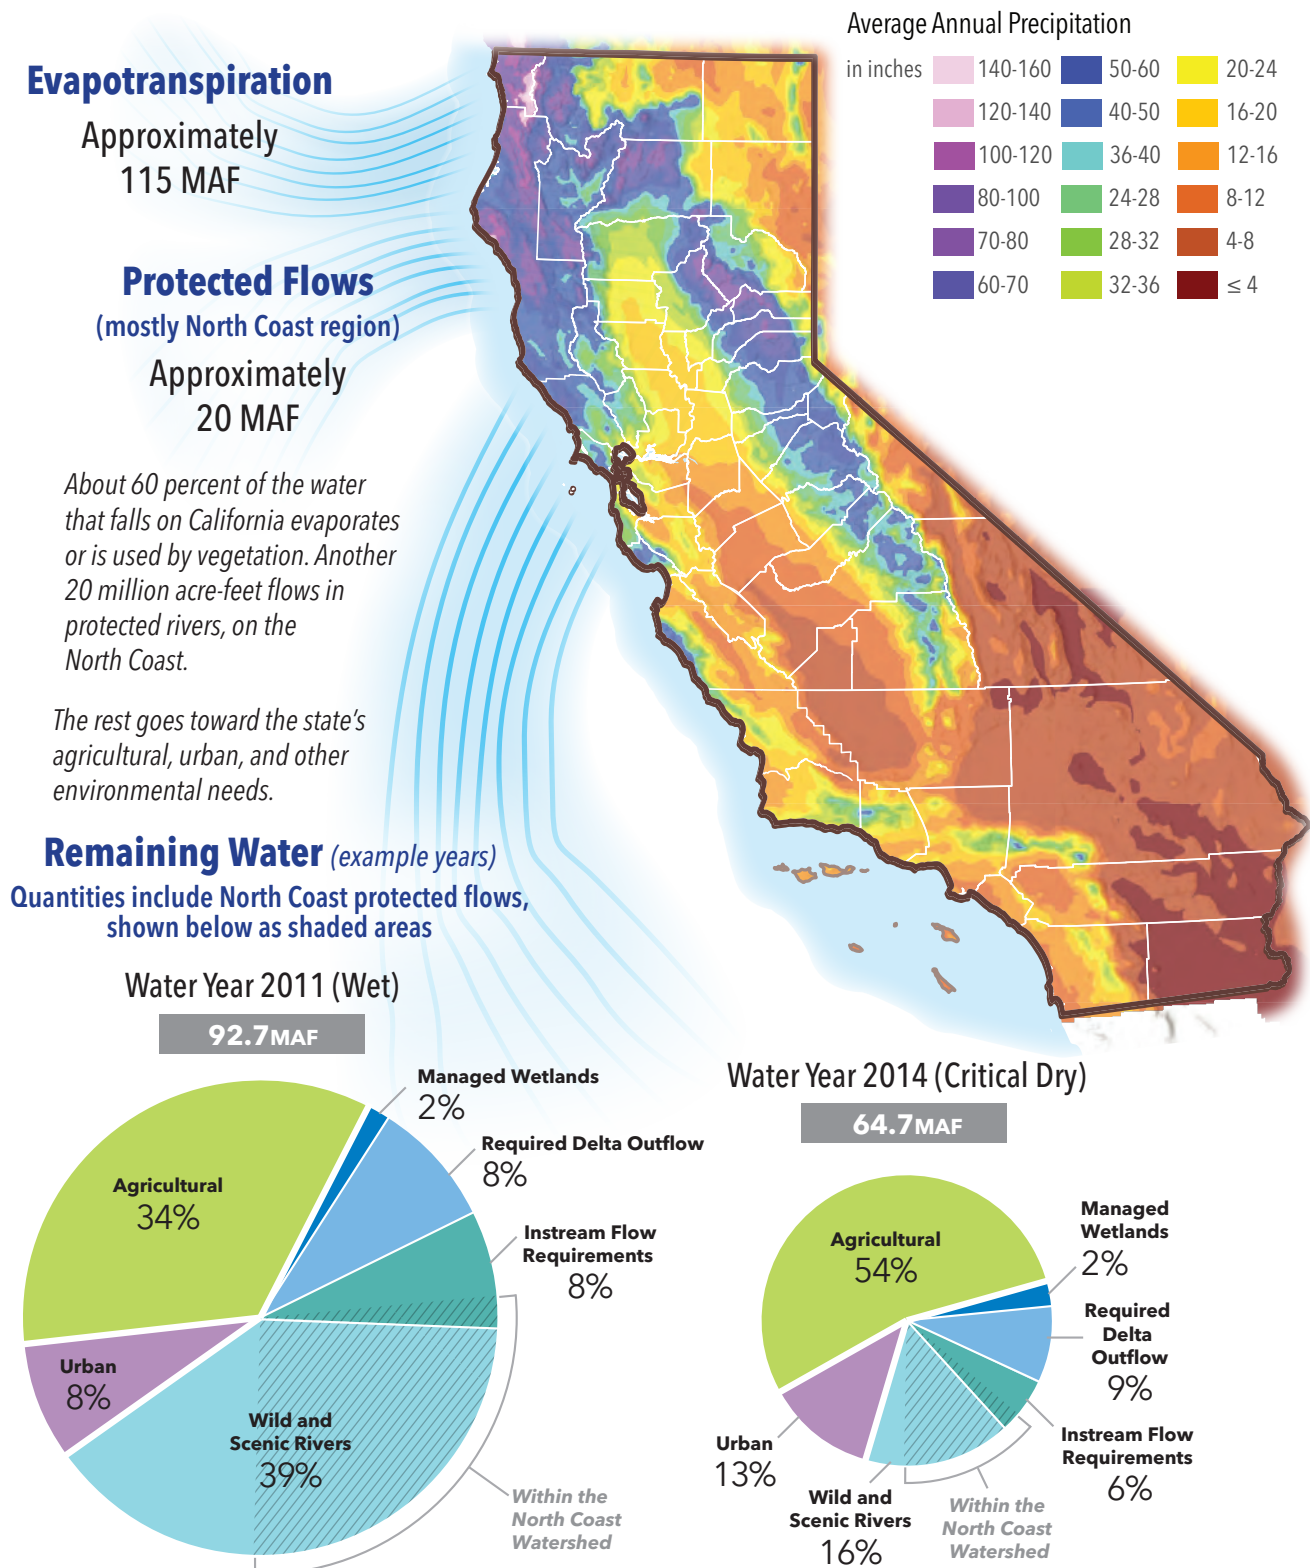 Evapotranspiration
Approximately
115 MAF
Protected Flows
(mostly North Coast region)
Approximately
20 MAF
About 60 percent of the water
that falls on California evaporates
or is used by vegetation. Another
20 million acre-feet flows in
protected rivers, on the
North Coast.
The rest goes toward the state's
agricultural, urban, and other
environmental needs.
Average Annual Precipitation
in inches
140-160
120-140
100-120
80-100
70-80
60-70
50-60
40-50
36-40
24-28
28-32
32-36
20-24
16-20
12-16
8-12
4-8
≤ 4
Remaining Water (example years)
Quantities include North Coast protected flows,
shown below as shaded areas
Water Year 2011 (Wet)
92.7MAF
Managed Wetlands
2%
Required Delta Outflow
8%
Instream Flow
Requirements
8%
Agricultural
34%
Urban
8%
Wild and
Scenic Rivers
39%
Within the
North Coast
Watershed
Water Year 2014 (Critical Dry)
64.7MAF
Agricultural
54%
Managed
Wetlands
2%
Required
Delta
Outflow
9%
Instream Flow
Requirements
6%
Urban
13%
Wild and
Scenic Rivers
16%
Within the
North Coast
Watershed